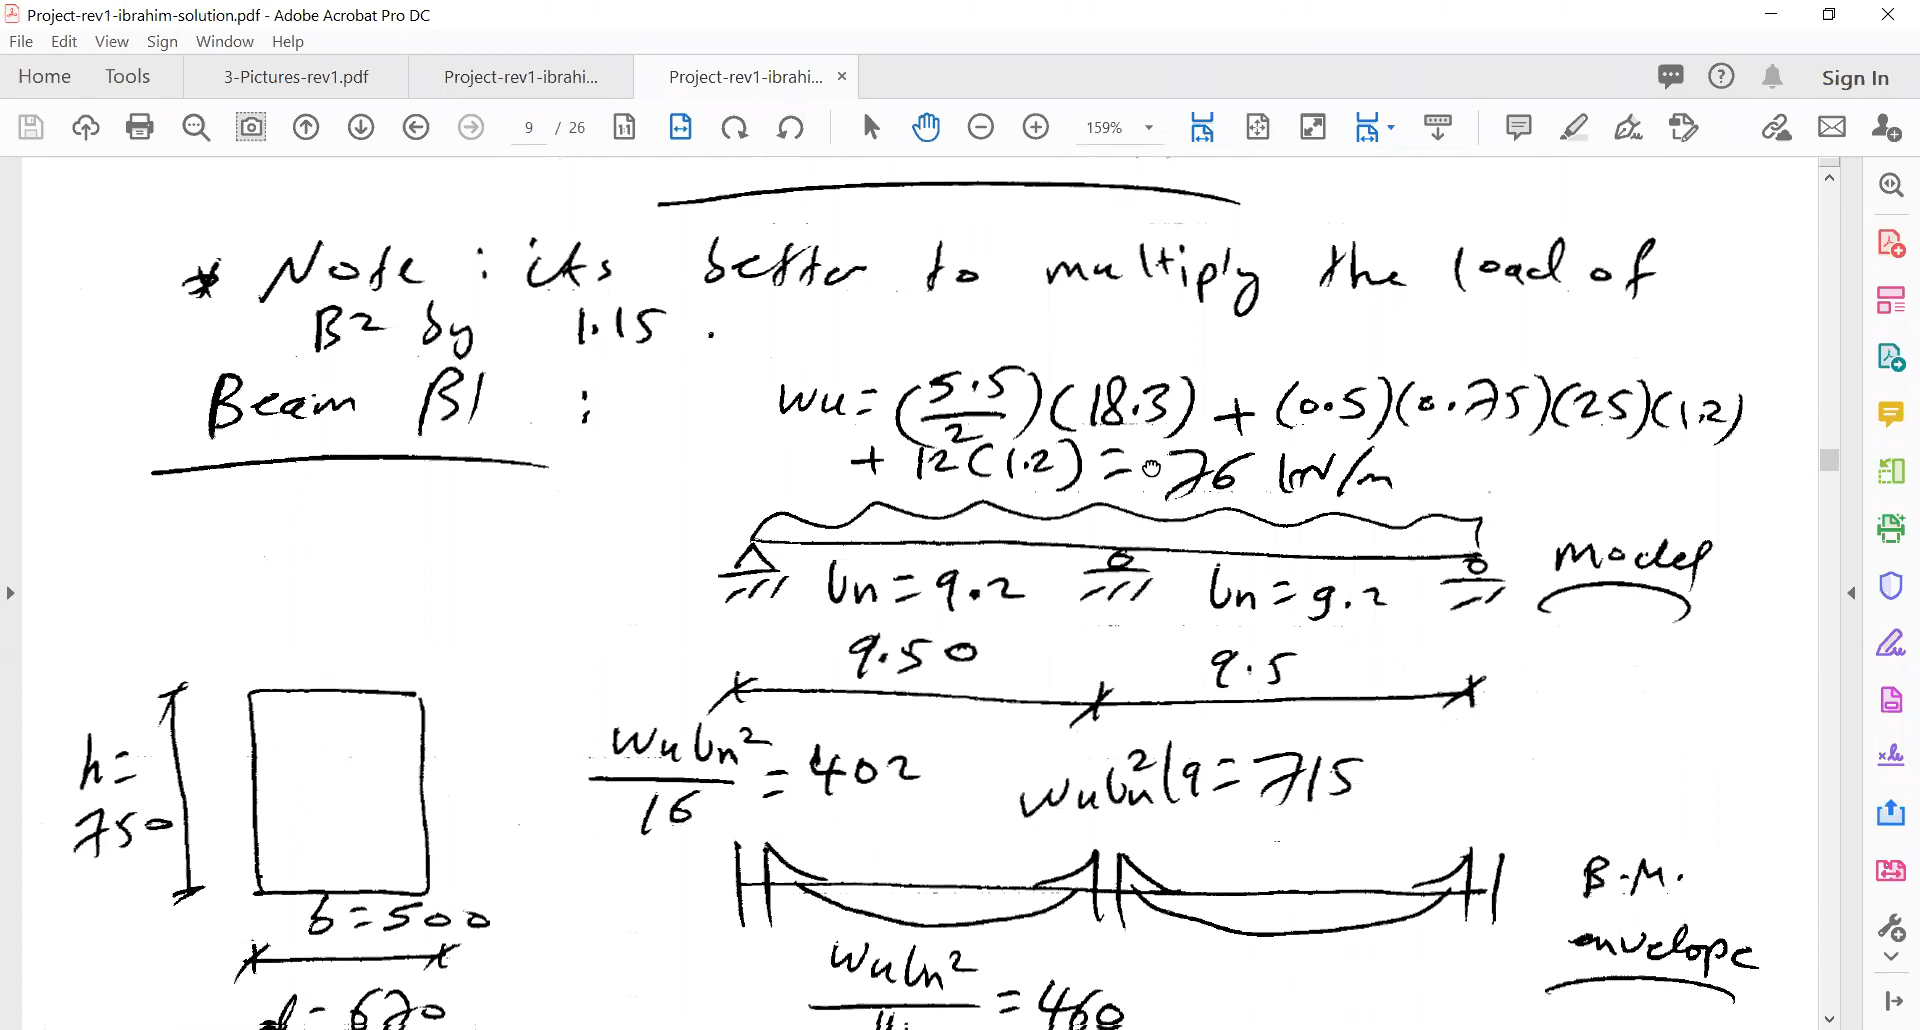 Project-rev1-ibrahim-solution.pdf - Adobe Acrobat Pro DC
File Edit View Sign Window Help
Home Tools 3-Pictures-rev1.pdf Project-rev1-ibrahi... Project-rev1-ibrahi... × Sign In
9 / 26 159%
* Note : its better to multiply the load of
B2 by 1.15 .
Beam B1 : wu = (5.5/2)(18.3) + (0.5)(0.75)(25)(1.2)
+ 12(1.2) = 76 kN/m
ln = 9.2 ln = 9.2 model
9.50 9.5
wu ln²/16 = 402 wu ln²/9 = 715
h =
750
b = 500
B.M.
envelope
wu ln² = 460
d = 670